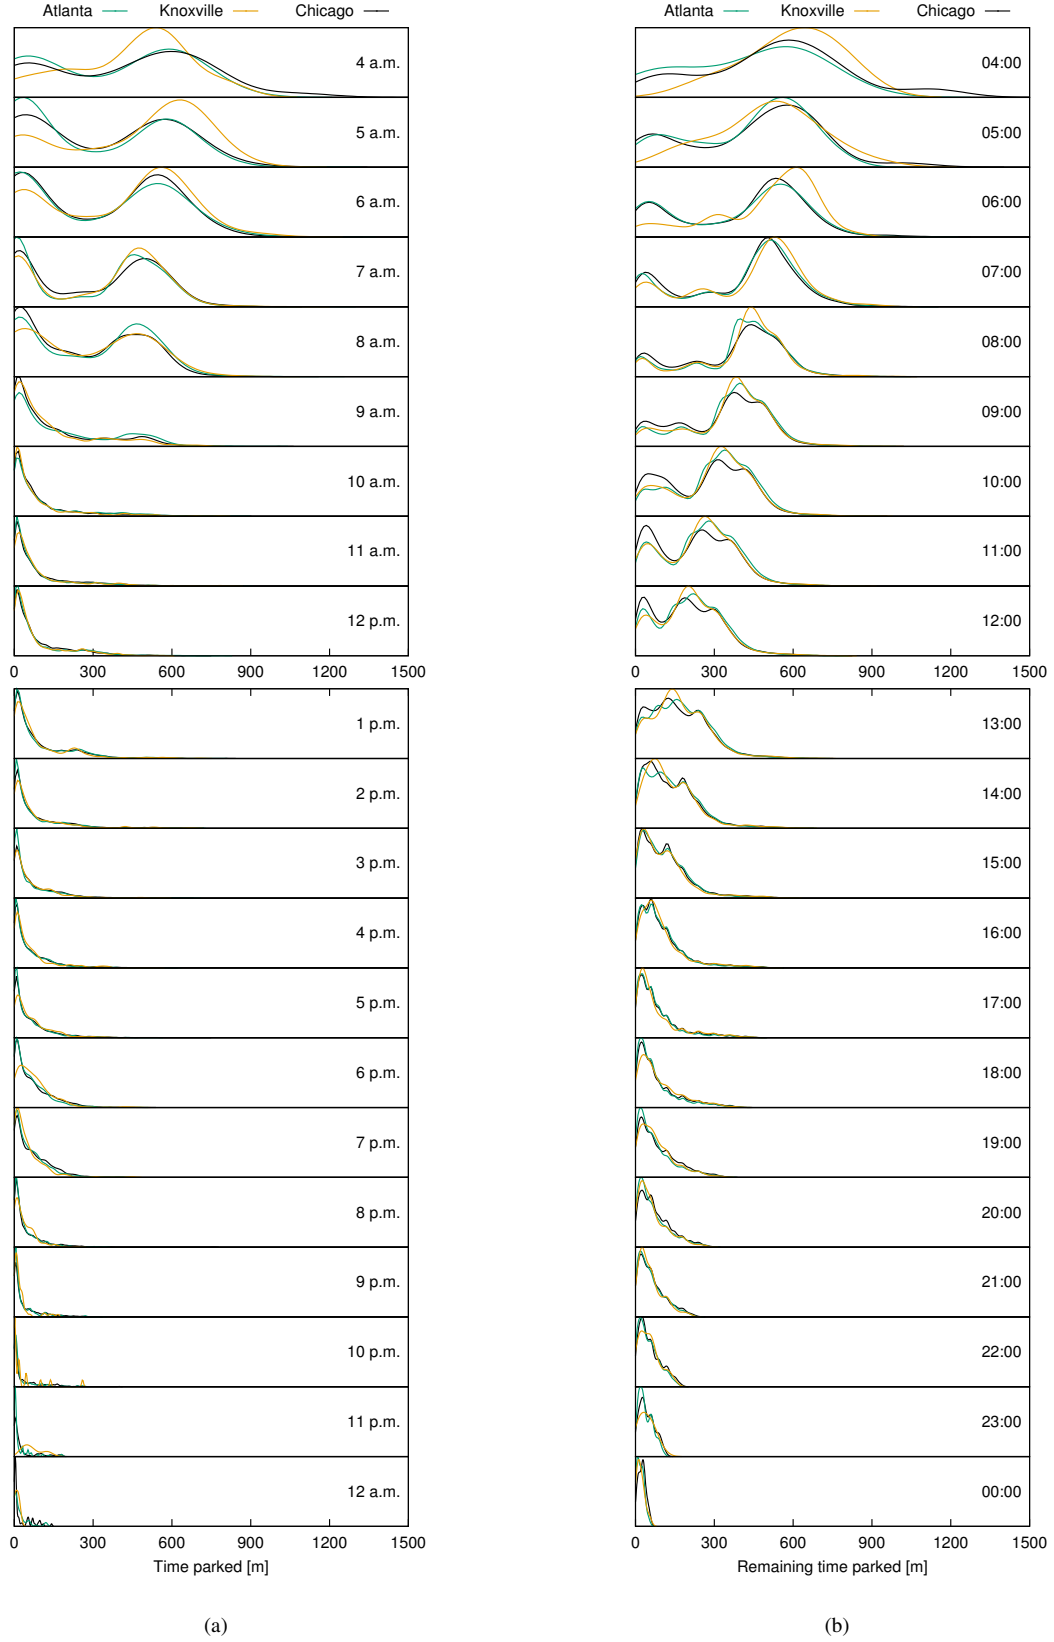 Atlanta Knoxville Chicago
4 a.m.
5 a.m.
6 a.m.
7 a.m.
8 a.m.
9 a.m.
10 a.m.
11 a.m.
12 p.m.
0 300 600 900 1200 1500
1 p.m.
2 p.m.
3 p.m.
4 p.m.
5 p.m.
6 p.m.
7 p.m.
8 p.m.
9 p.m.
10 p.m.
11 p.m.
12 a.m.
0 300 600 900 1200 1500
Time parked [m]
(a)
Atlanta Knoxville Chicago
04:00
05:00
06:00
07:00
08:00
09:00
10:00
11:00
12:00
0 300 600 900 1200 1500
13:00
14:00
15:00
16:00
17:00
18:00
19:00
20:00
21:00
22:00
23:00
00:00
0 300 600 900 1200 1500
Remaining time parked [m]
(b)